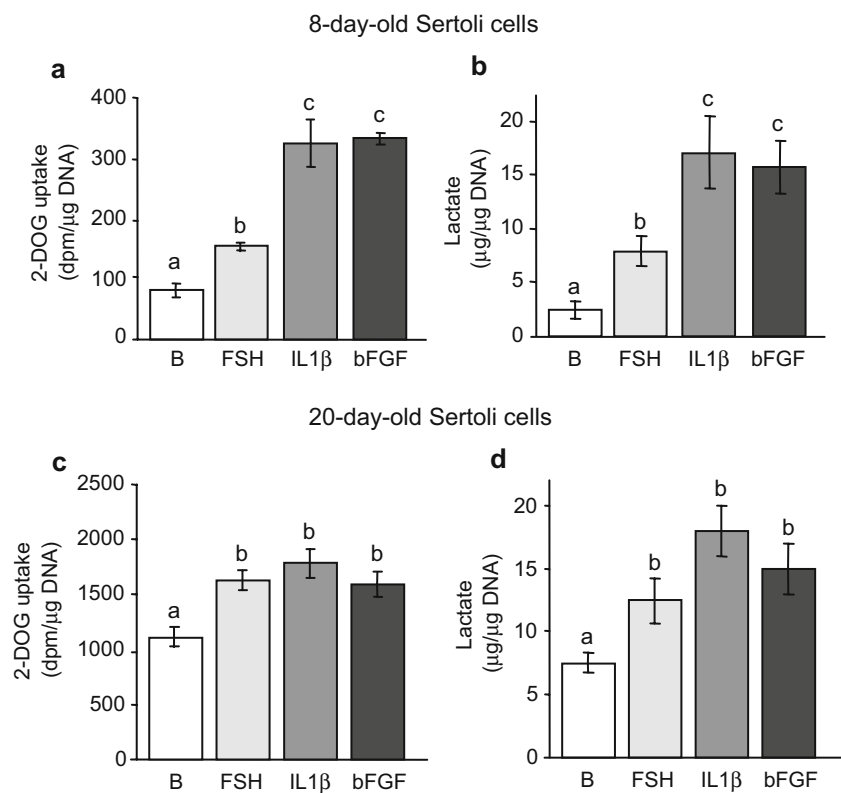 8-day-old Sertoli cells
a
2-DOG uptake
(dpm/µg DNA)
400
300
200
100
0
a
b
c
c
B FSH IL1β bFGF
b
Lactate
(µg/µg DNA)
20
15
10
5
0
a
b
c
c
B FSH IL1β bFGF
20-day-old Sertoli cells
c
2-DOG uptake
(dpm/µg DNA)
2500
2000
1500
1000
500
0
a
b
b
b
B FSH IL1β bFGF
d
Lactate
(µg/µg DNA)
20
15
10
5
0
a
b
b
b
B FSH IL1β bFGF